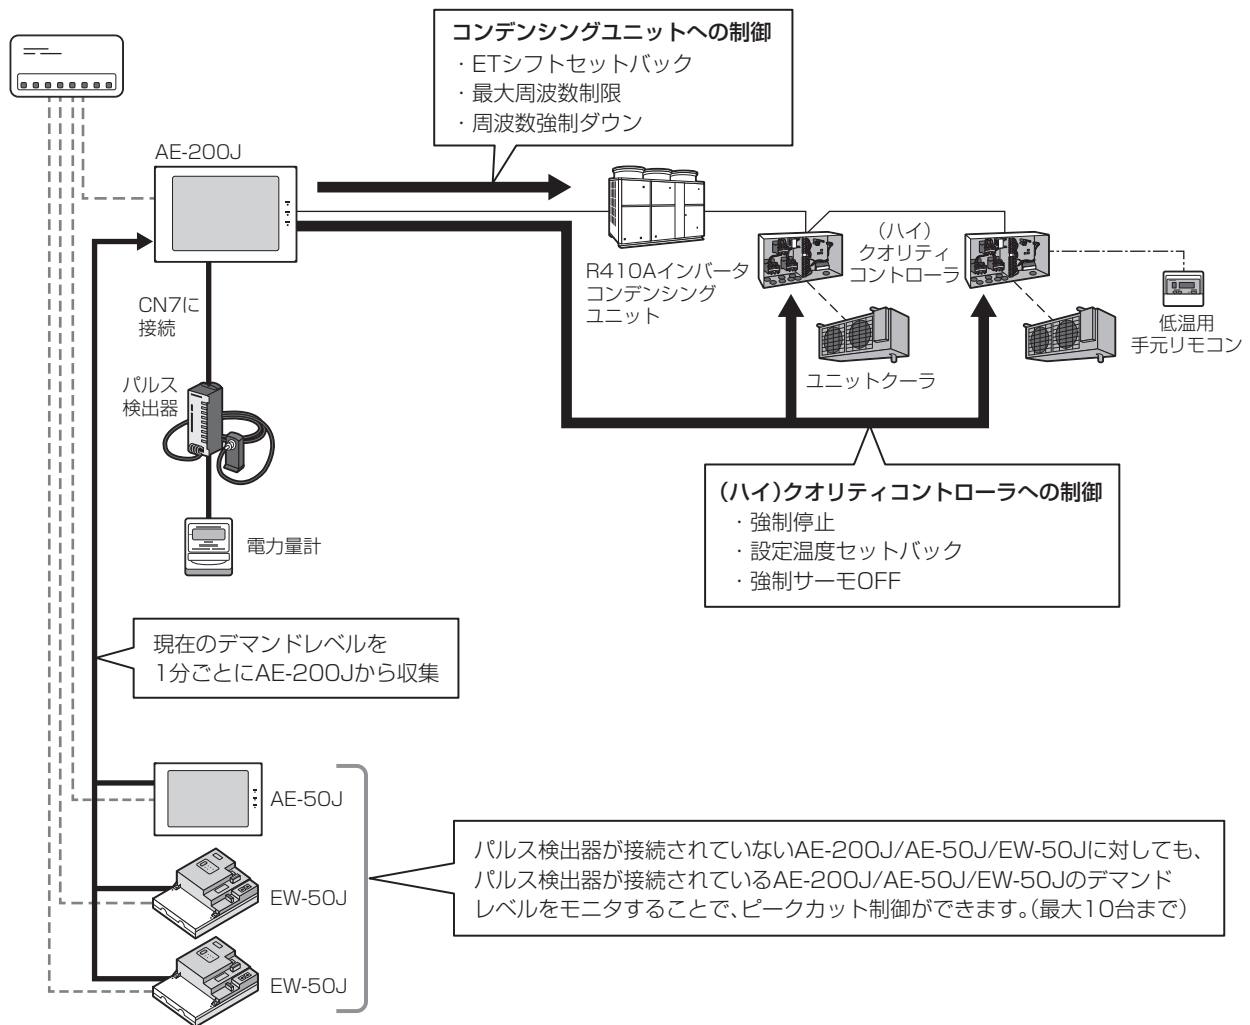 コンデンシングユニットへの制御
・ETシフトセットバック
・最大周波数制限
・周波数強制ダウン
AE-200J
R410Aインバータ
コンデンシング
ユニット
(ハイ)
クオリティ
コントローラ
CN7に
接続
低温用
手元リモコン
ユニットクーラ
パルス
検出器
(ハイ)クオリティコントローラへの制御
・強制停止
・設定温度セットバック
・強制サーモOFF
電力量計
現在のデマンドレベルを
1分ごとにAE-200Jから収集
AE-50J
EW-50J
EW-50J
パルス検出器が接続されていないAE-200J/AE-50J/EW-50Jに対しても、
パルス検出器が接続されているAE-200J/AE-50J/EW-50Jのデマンド
レベルをモニタすることで、ピークカット制御ができます。(最大10台まで)